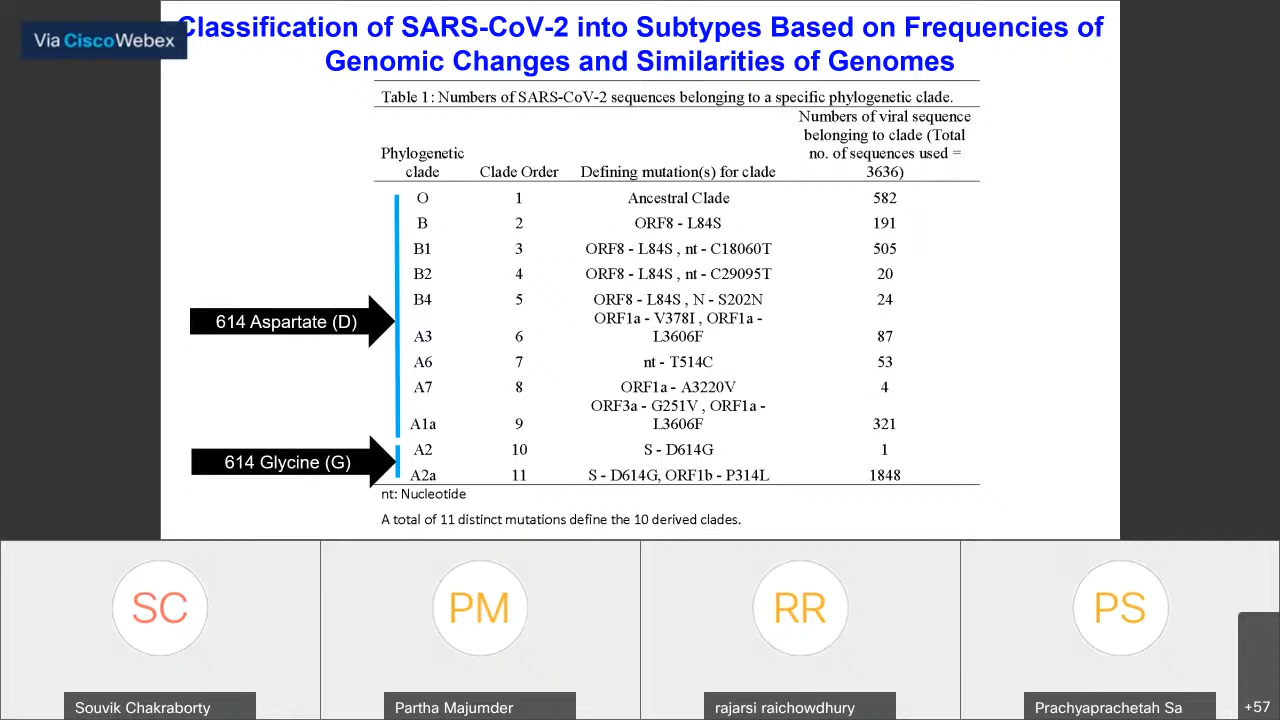 Via Cisco Webex
Classification of SARS-CoV-2 into Subtypes Based on Frequencies of
Genomic Changes and Similarities of Genomes
Table 1: Numbers of SARS-CoV-2 sequences belonging to a specific phylogenetic clade.
Phylogenetic clade Clade Order Defining mutation(s) for clade Numbers of viral sequence belonging to clade (Total no. of sequences used = 3636)
O 1 Ancestral Clade 582
B 2 ORF8 - L84S 191
B1 3 ORF8 - L84S , nt - C18060T 505
B2 4 ORF8 - L84S , nt - C29095T 20
B4 5 ORF8 - L84S , N - S202N 24
A3 6 ORF1a - V378I , ORF1a - L3606F 87
A6 7 nt - T514C 53
A7 8 ORF1a - A3220V 4
A1a 9 ORF3a - G251V , ORF1a - L3606F 321
A2 10 S - D614G 1
A2a 11 S - D614G, ORF1b - P314L 1848
614 Aspartate (D)
614 Glycine (G)
nt: Nucleotide
A total of 11 distinct mutations define the 10 derived clades.
SC
PM
RR
PS
Souvik Chakraborty
Partha Majumder
rajarsi raichowdhury
Prachyaprachetah Sa
+57